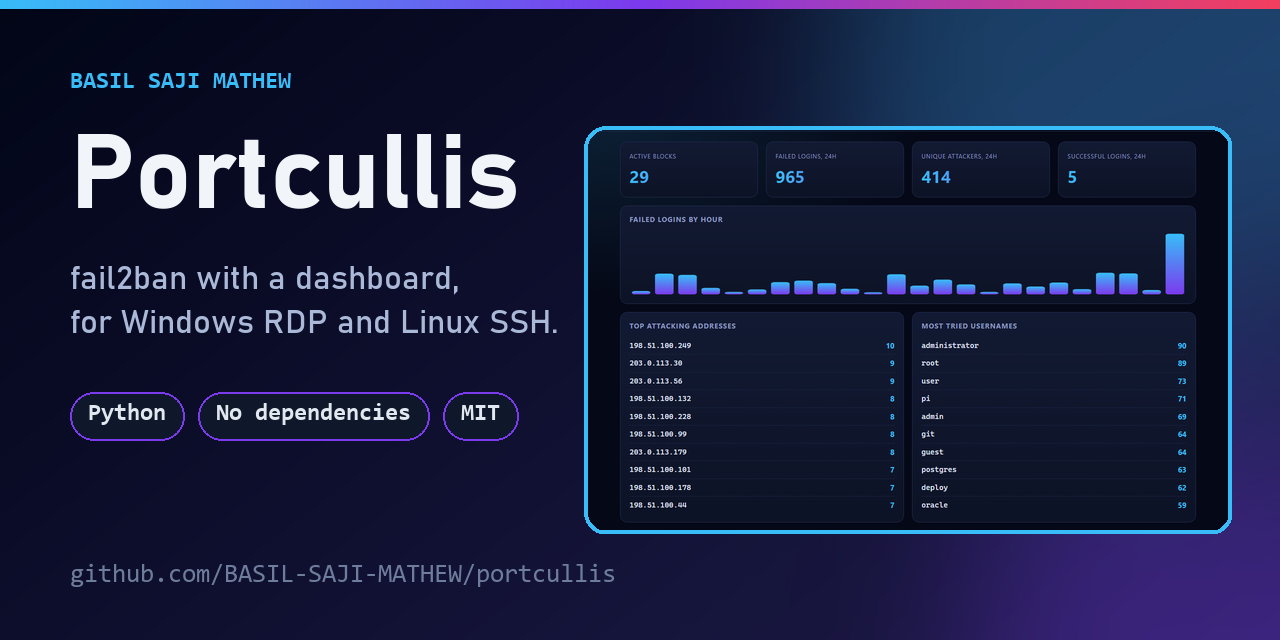 BASIL SAJI MATHEW
Portcullis
fail2ban with a dashboard,
for Windows RDP and Linux SSH.
Python
No dependencies
MIT
github.com/BASIL-SAJI-MATHEW/portcullis
ACTIVE BLOCKS
29
FAILED LOGINS, 24H
965
UNIQUE ATTACKERS, 24H
414
SUCCESSFUL LOGINS, 24H
5
FAILED LOGINS BY HOUR
TOP ATTACKING ADDRESSES
198.51.100.249 10
203.0.113.30 9
203.0.113.56 9
198.51.100.132 8
198.51.100.228 8
198.51.100.99 8
203.0.113.179 8
198.51.100.101 7
198.51.100.178 7
198.51.100.44 7
MOST TRIED USERNAMES
administrator 90
root 89
user 73
pi 71
admin 69
git 64
guest 64
postgres 63
deploy 62
oracle 59